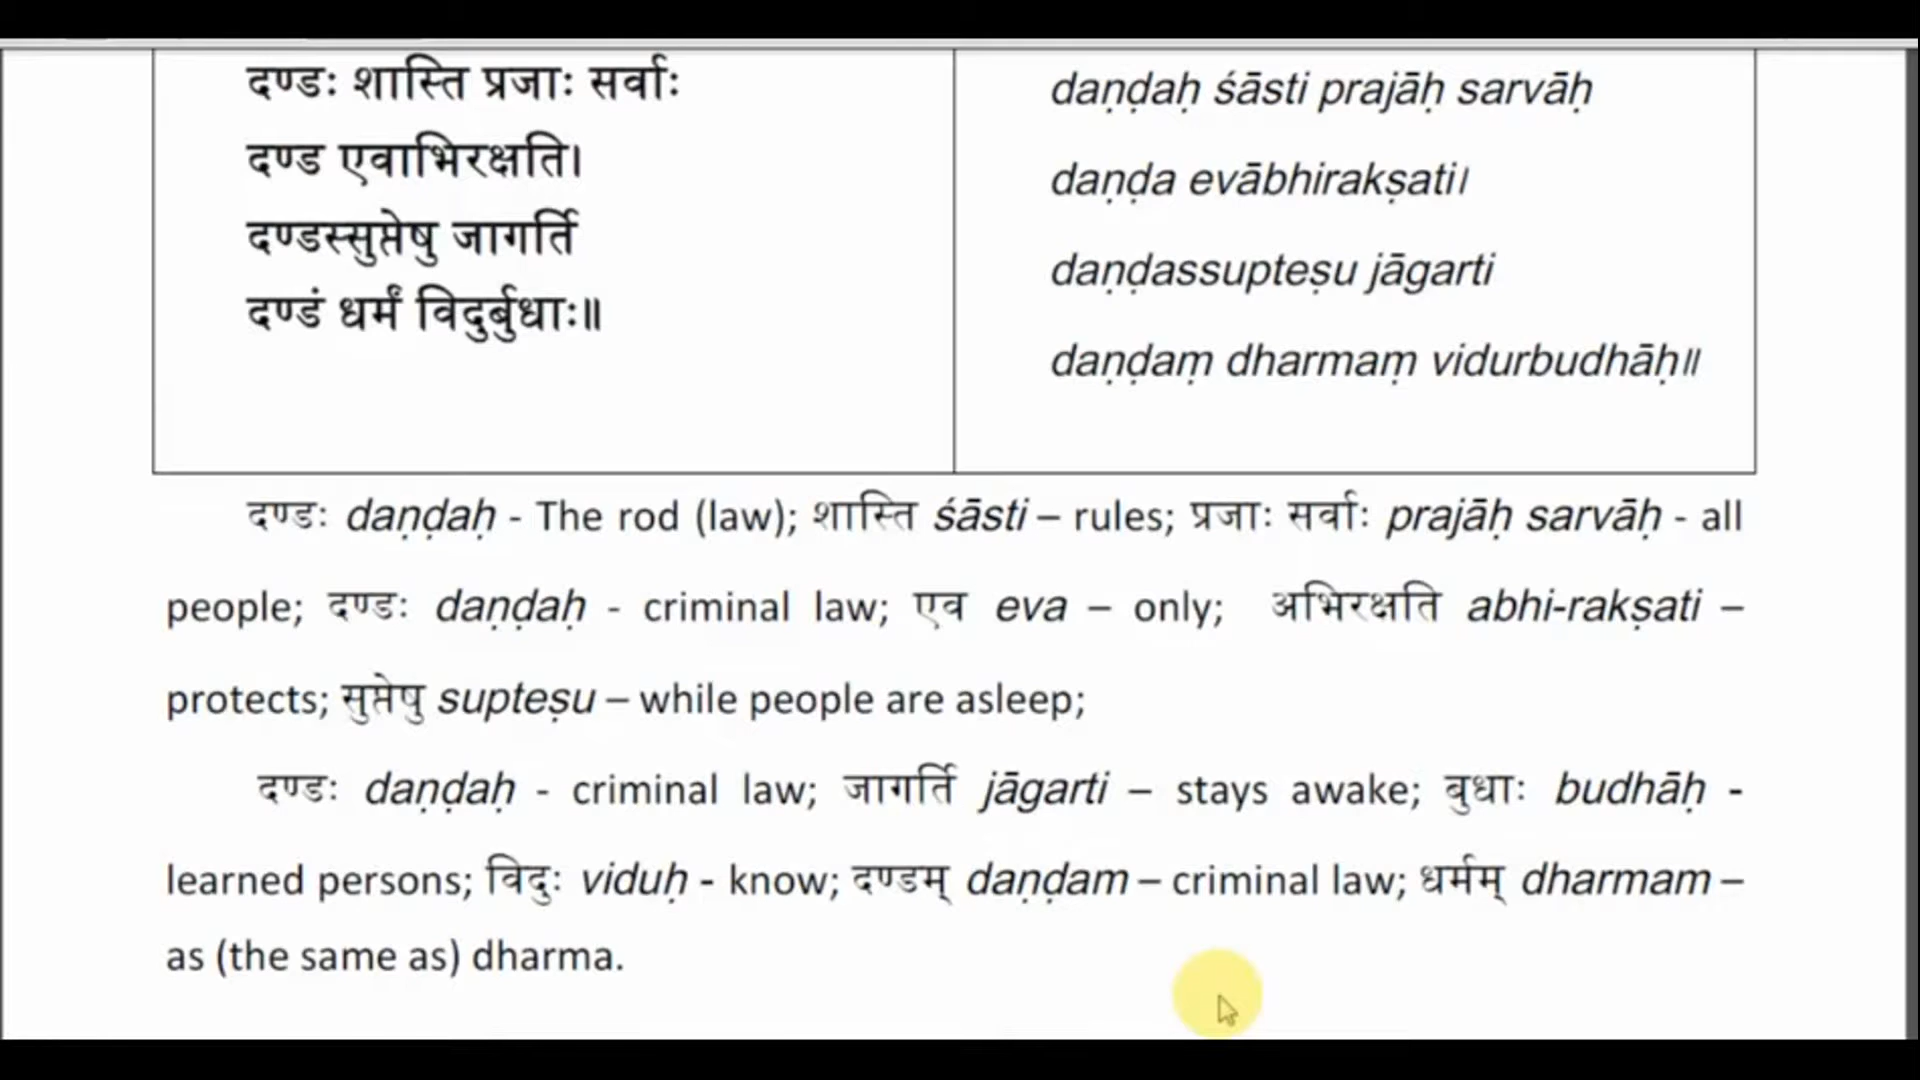 दण्डः शास्ति प्रजाः सर्वाः
दण्ड एवाभिरक्षति।
दण्डस्सुप्तेषु जागर्ति
दण्डं धर्मं विदुर्बुधाः॥
daṇḍaḥ śāsti prajāḥ sarvāḥ
daṇḍa evābhirakṣati।
daṇḍassupteṣu jāgarti
daṇḍaṃ dharmaṃ vidurbudhāḥ॥
दण्डः daṇḍaḥ - The rod (law); शास्ति śāsti – rules; प्रजाः सर्वाः prajāḥ sarvāḥ - all
people; दण्डः daṇḍaḥ - criminal law; एव eva – only; अभिरक्षति abhi-rakṣati –
protects; सुप्तेषु supteṣu – while people are asleep;
दण्डः daṇḍaḥ - criminal law; जागर्ति jāgarti – stays awake; बुधाः budhāḥ -
learned persons; विदुः viduḥ - know; दण्डम् daṇḍam – criminal law; धर्मम् dharmam –
as (the same as) dharma.